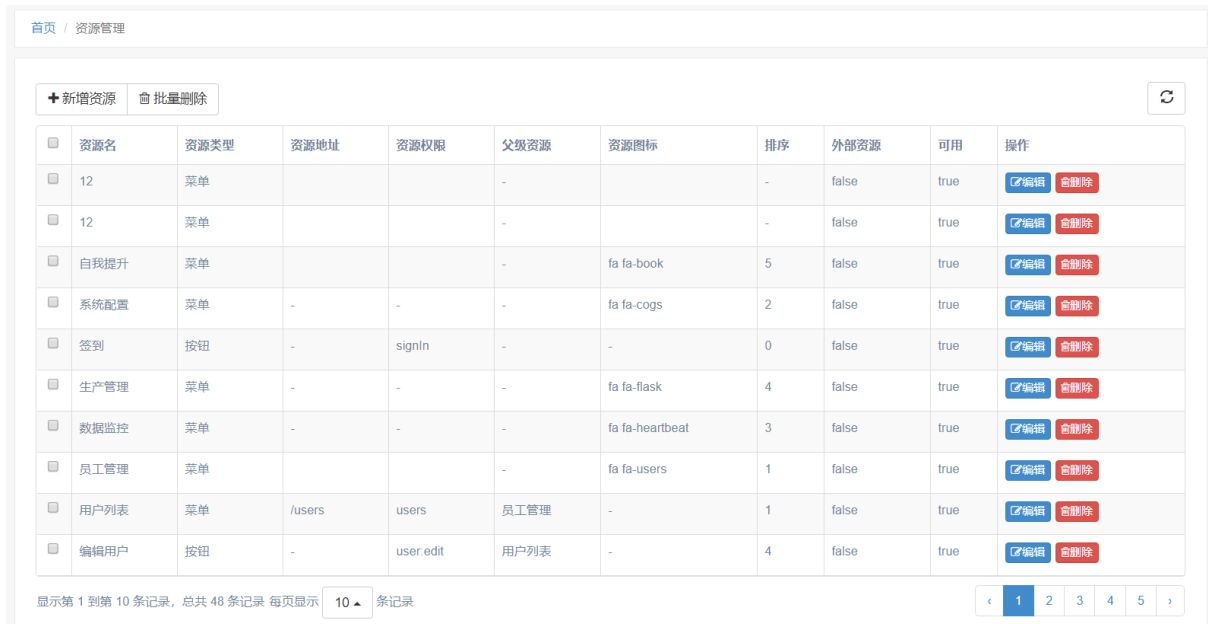 首页 / 资源管理
新增资源 批量删除
资源名 资源类型 资源地址 资源权限 父级资源 资源图标 排序 外部资源 可用 操作
12 菜单 - - false true 编辑 删除
12 菜单 - - false true 编辑 删除
自我提升 菜单 - fa fa-book 5 false true 编辑 删除
系统配置 菜单 - - - fa fa-cogs 2 false true 编辑 删除
签到 按钮 - signIn - - 0 false true 编辑 删除
生产管理 菜单 - - - fa fa-flask 4 false true 编辑 删除
数据监控 菜单 - - - fa fa-heartbeat 3 false true 编辑 删除
员工管理 菜单 - fa fa-users 1 false true 编辑 删除
用户列表 菜单 /users users 员工管理 - 1 false true 编辑 删除
编辑用户 按钮 - user:edit 用户列表 - 4 false true 编辑 删除
显示第 1 到第 10 条记录，总共 48 条记录 每页显示 10 条记录 ‹ 1 2 3 4 5 ›